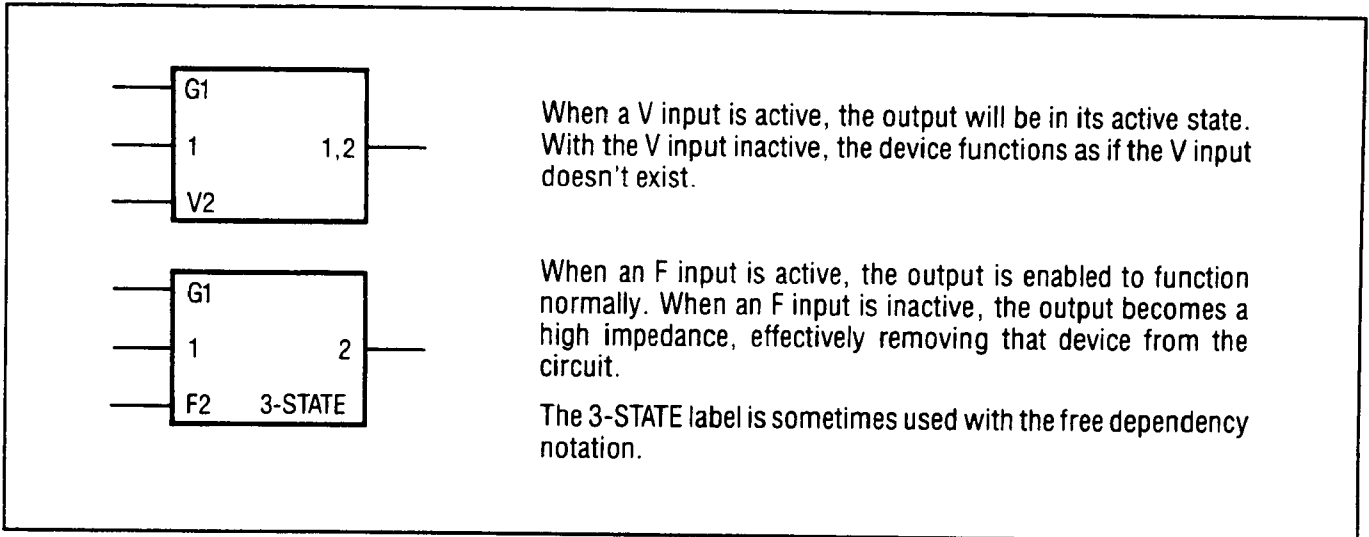 G1
1 1,2
V2
When a V input is active, the output will be in its active state.
With the V input inactive, the device functions as if the V input
doesn't exist.
G1
1 2
F2 3-STATE
When an F input is active, the output is enabled to function
normally. When an F input is inactive, the output becomes a
high impedance, effectively removing that device from the
circuit.
The 3-STATE label is sometimes used with the free dependency
notation.